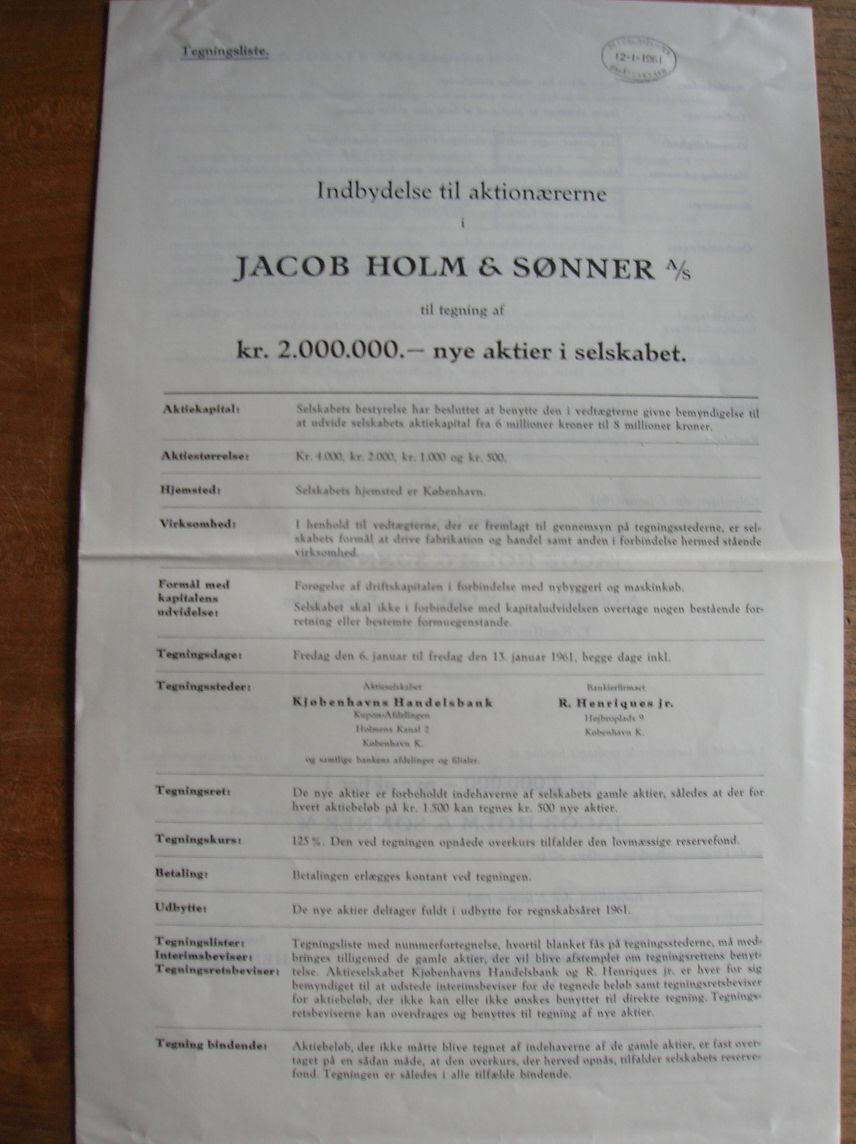 Tegningsliste.
12-1-1961
Indbydelse til aktionærerne
i
JACOB HOLM & SØNNER A/S
til tegning af
kr. 2.000.000.— nye aktier i selskabet.
Aktiekapital: Selskabets bestyrelse har besluttet at benytte den i vedtægterne givne bemyndigelse til
at udvide selskabets aktiekapital fra 6 millioner kroner til 8 millioner kroner.
Aktiestørrelse: Kr. 4.000, kr. 2.000, kr. 1.000 og kr. 500.
Hjemsted: Selskabets hjemsted er København.
Virksomhed: I henhold til vedtægterne, der er fremlagt til gennemsyn på tegningsstederne, er sel-
skabets formål at drive fabrikation og handel samt anden i forbindelse hermed stående
virksomhed.
Formål med
kapitalens
udvidelse:
Forøgelse af driftskapitalen i forbindelse med nybyggeri og maskinkøb.
Selskabet skal ikke i forbindelse med kapitaludvidelsen overtage nogen bestående for-
retning eller bestemte formuegenstande.
Tegningsdage: Fredag den 6. januar til fredag den 13. januar 1961, begge dage inkl.
Tegningssteder:
Aktieselskabet
Kjøbenhavns Handelsbank
Kupon-Afdelingen
Holmens Kanal 2
København K.
og samtlige bankens afdelinger og filialer.
Bankierfirmaet
R. Henriques jr.
Højbroplads 9
København K.
Tegningsret: De nye aktier er forbeholdt indehaverne af selskabets gamle aktier, således at der for
hvert aktiebeløb på kr. 1.500 kan tegnes kr. 500 nye aktier.
Tegningskurs: 125 %. Den ved tegningen opnåede overkurs tilfalder den lovmæssige reservefond.
Betaling: Betalingen erlægges kontant ved tegningen.
Udbytte: De nye aktier deltager fuldt i udbytte for regnskabsåret 1961.
Tegningslister:
Interimsbeviser:
Tegningsretsbeviser:
Tegningsliste med nummerfortegnelse, hvortil blanket fås på tegningsstederne, må med-
bringes tilligemed de gamle aktier, der vil blive afstemplet om tegningsrettens benyt-
telse. Aktieselskabet Kjøbenhavns Handelsbank og R. Henriques jr. er hver for sig
bemyndiget til at udstede interimsbeviser for de tegnede beløb samt tegningsretsbeviser
for aktiebeløb, der ikke kan eller ikke ønskes benyttet til direkte tegning. Tegnings-
retsbeviserne kan overdrages og benyttes til tegning af nye aktier.
Tegning bindende: Aktiebeløb, der ikke måtte blive tegnet af indehaverne af de gamle aktier, er fast over-
taget på en sådan måde, at den overkurs, der herved opnås, tilfalder selskabets reserve-
fond. Tegningen er således i alle tilfælde bindende.